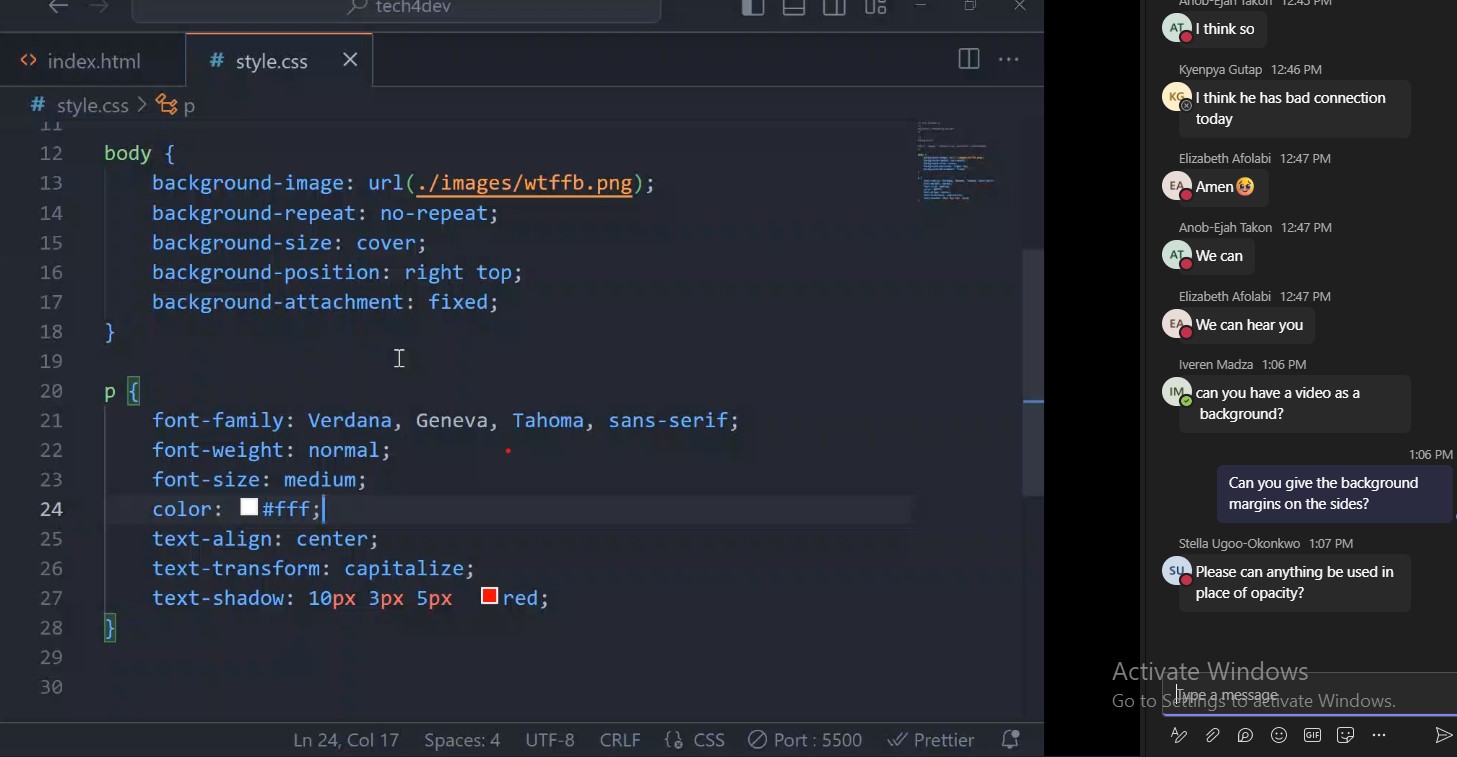 tech4dev
index.html
# style.css
# style.css > p
11
12 body {
13 background-image: url(./images/wtffb.png);
14 background-repeat: no-repeat;
15 background-size: cover;
16 background-position: right top;
17 background-attachment: fixed;
18 }
19
20 p {
21 font-family: Verdana, Geneva, Tahoma, sans-serif;
22 font-weight: normal;
23 font-size: medium;
24 color: #fff;
25 text-align: center;
26 text-transform: capitalize;
27 text-shadow: 10px 3px 5px red;
28 }
29
30
Ln 24, Col 17 Spaces: 4 UTF-8 CRLF {} CSS Port : 5500 Prettier
Anob-Ejah Takon 12:45 PM
AT I think so
Kyenpya Gutap 12:46 PM
KG I think he has bad connection
today
Elizabeth Afolabi 12:47 PM
EA Amen🥹
Anob-Ejah Takon 12:47 PM
AT We can
Elizabeth Afolabi 12:47 PM
EA We can hear you
Iveren Madza 1:06 PM
IM can you have a video as a
background?
1:06 PM
Can you give the background
margins on the sides?
Stella Ugoo-Okonkwo 1:07 PM
SU Please can anything be used in
place of opacity?
Activate Windows
Type a message
Go to Settings to activate Windows.
GIF